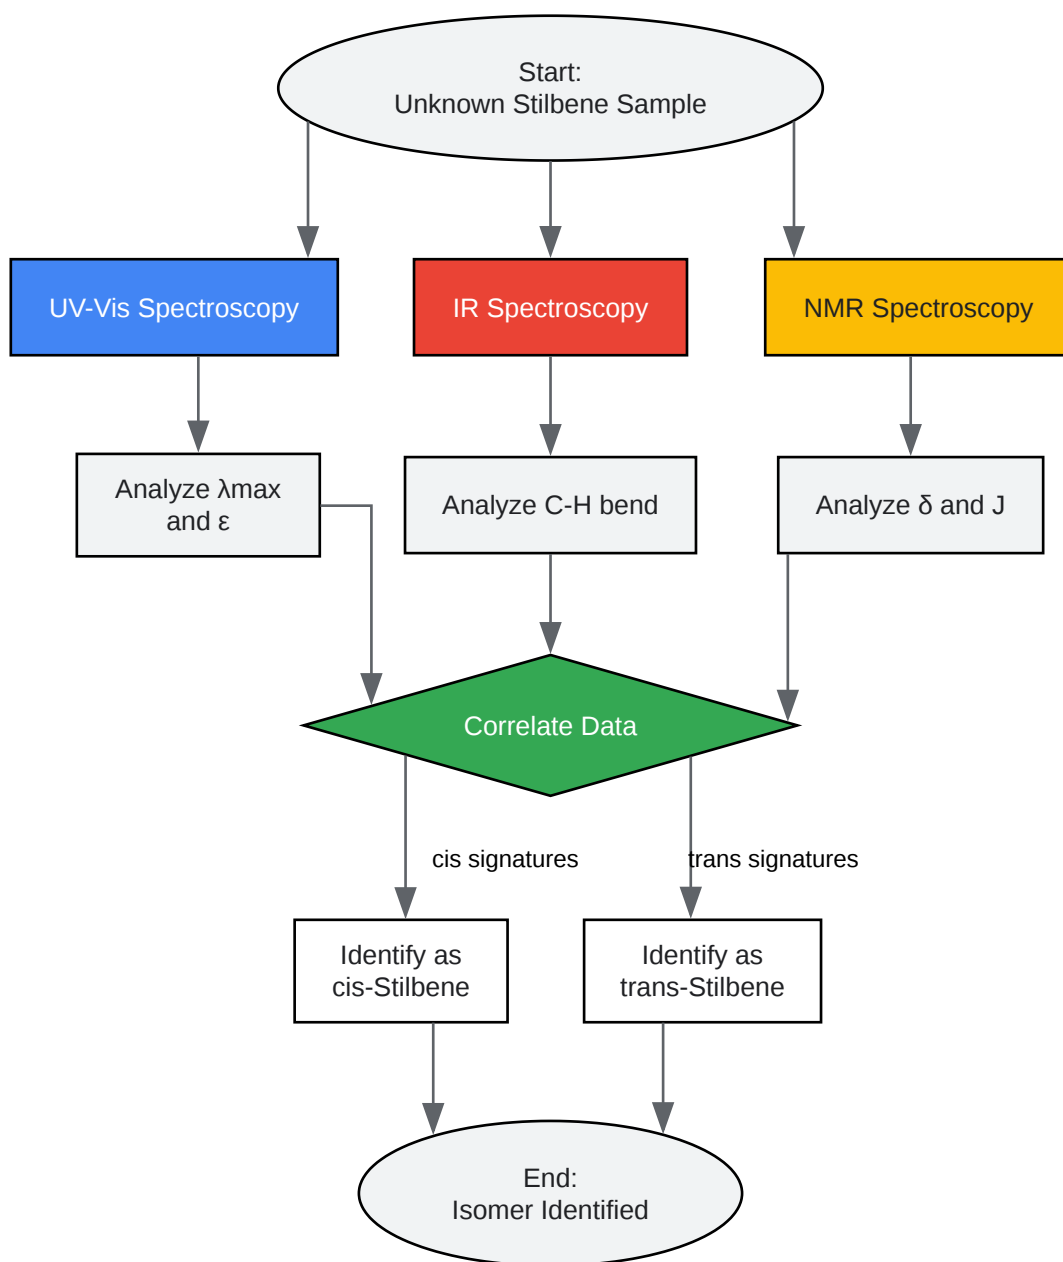 Start:
Unknown Stilbene Sample
UV-Vis Spectroscopy
IR Spectroscopy
NMR Spectroscopy
Analyze λmax
and ε
Analyze C-H bend
Analyze δ and J
Correlate Data
cis signatures
trans signatures
Identify as
cis-Stilbene
Identify as
trans-Stilbene
End:
Isomer Identified